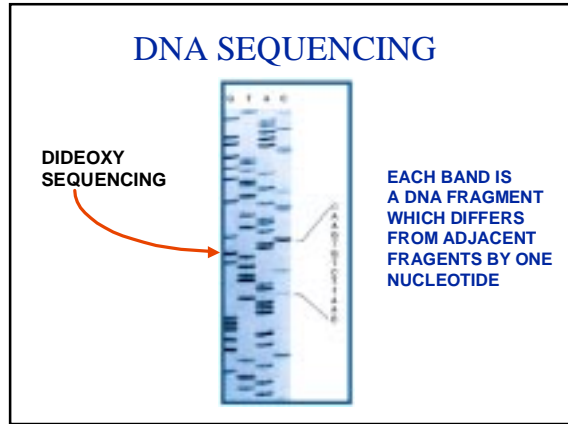 DNA SEQUENCING
G T A C
DIDEOXY
SEQUENCING
EACH BAND IS
A DNA FRAGMENT
WHICH DIFFERS
FROM ADJACENT
FRAGENTS BY ONE
NUCLEOTIDE